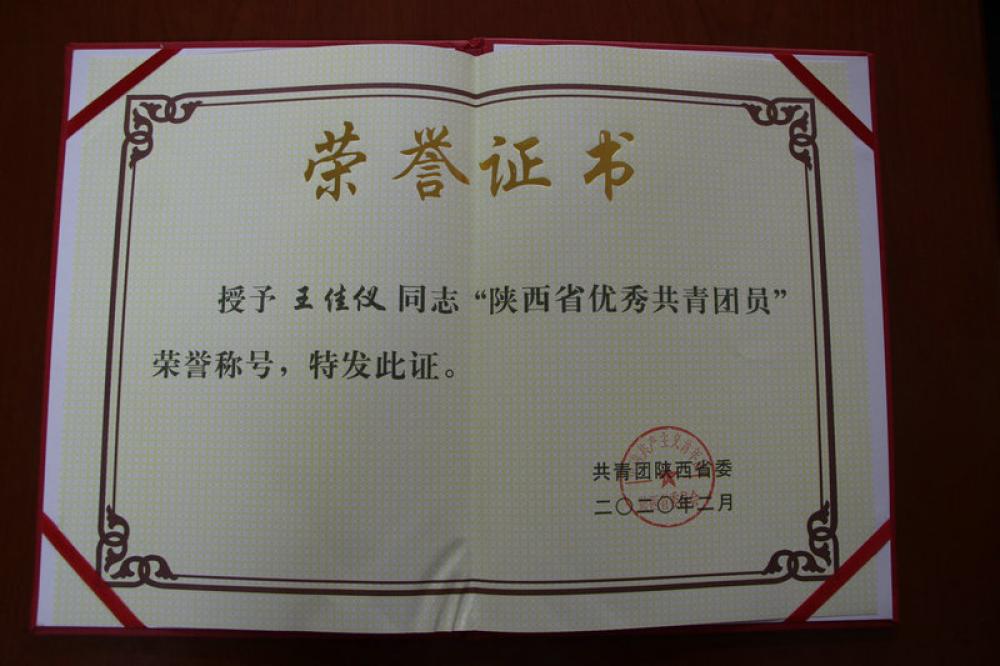 荣誉证书
授予 王佳仪 同志“陕西省优秀共青团员”
荣誉称号，特发此证。
共青团陕西省委
二〇二〇年二月